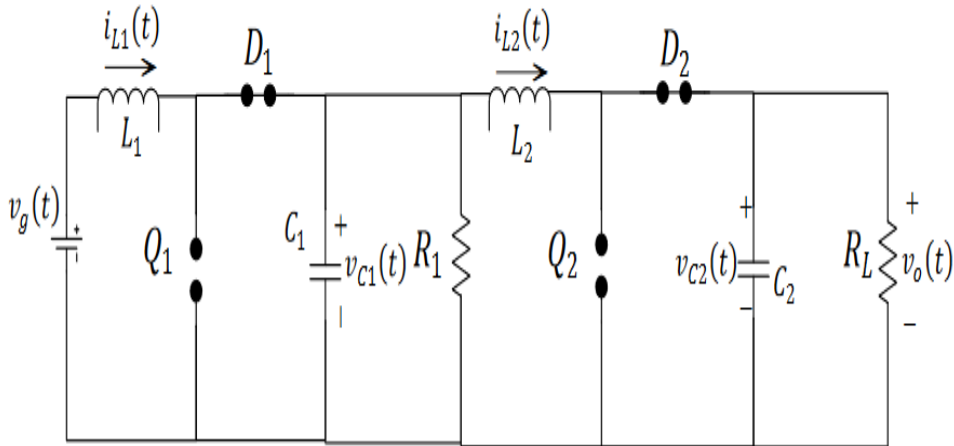 i_{L1}(t)
D_1
i_{L2}(t)
D_2
L_1
L_2
v_g(t)
+
-
Q_1
C_1
+
v_{C1}(t)
-
R_1
Q_2
+
v_{C2}(t)
-
C_2
R_L
+
v_o(t)
-